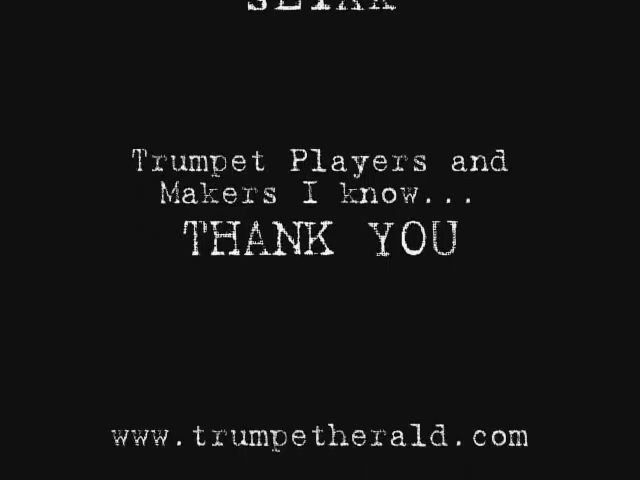 Trumpet Players and
Makers I know...
THANK YOU
www.trumpetherald.com